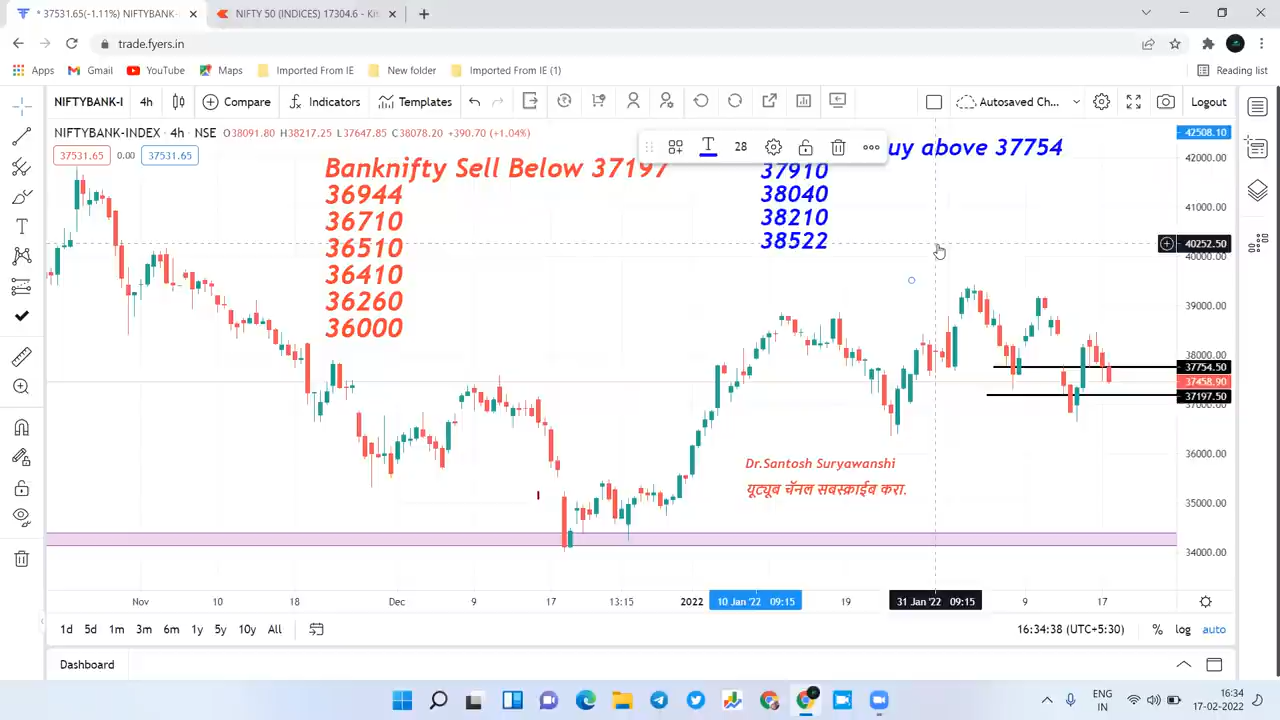 * 37531.65(-1.11%) NIFTYBANK-I
NIFTY 50 (INDICES) 17304.6 - Kis
trade.fyers.in
Apps Gmail YouTube Maps Imported From IE New folder Imported From IE (1) Reading list
NIFTYBANK-I 4h Compare Indicators Templates Autosaved Ch... Logout
NIFTYBANK-INDEX 4h NSE O38091.80 H38217.25 L37647.85 C38078.20 +390.70 (+1.04%)
37531.65 0.00 37531.65
T 28
Banknifty Sell Below 37197
36944
36710
36510
36410
36260
36000
uy above 37754
37910
38040
38210
38522
Dr.Santosh Suryawanshi
यूट्यूब चॅनल सबस्क्राईब करा.
42508.10
42000.00
41000.00
40252.50
40000.00
39000.00
38000.00
37754.50
37458.90
37197.50
37000.00
36000.00
35000.00
34000.00
Nov 10 18 Dec 9 17 13:15 2022 10 Jan '22 09:15 19 31 Jan '22 09:15 9 17
1d 5d 1m 3m 6m 1y 5y 10y All 16:34:38 (UTC+5:30) % log auto
Dashboard
ENG IN 16:34
17-02-2022